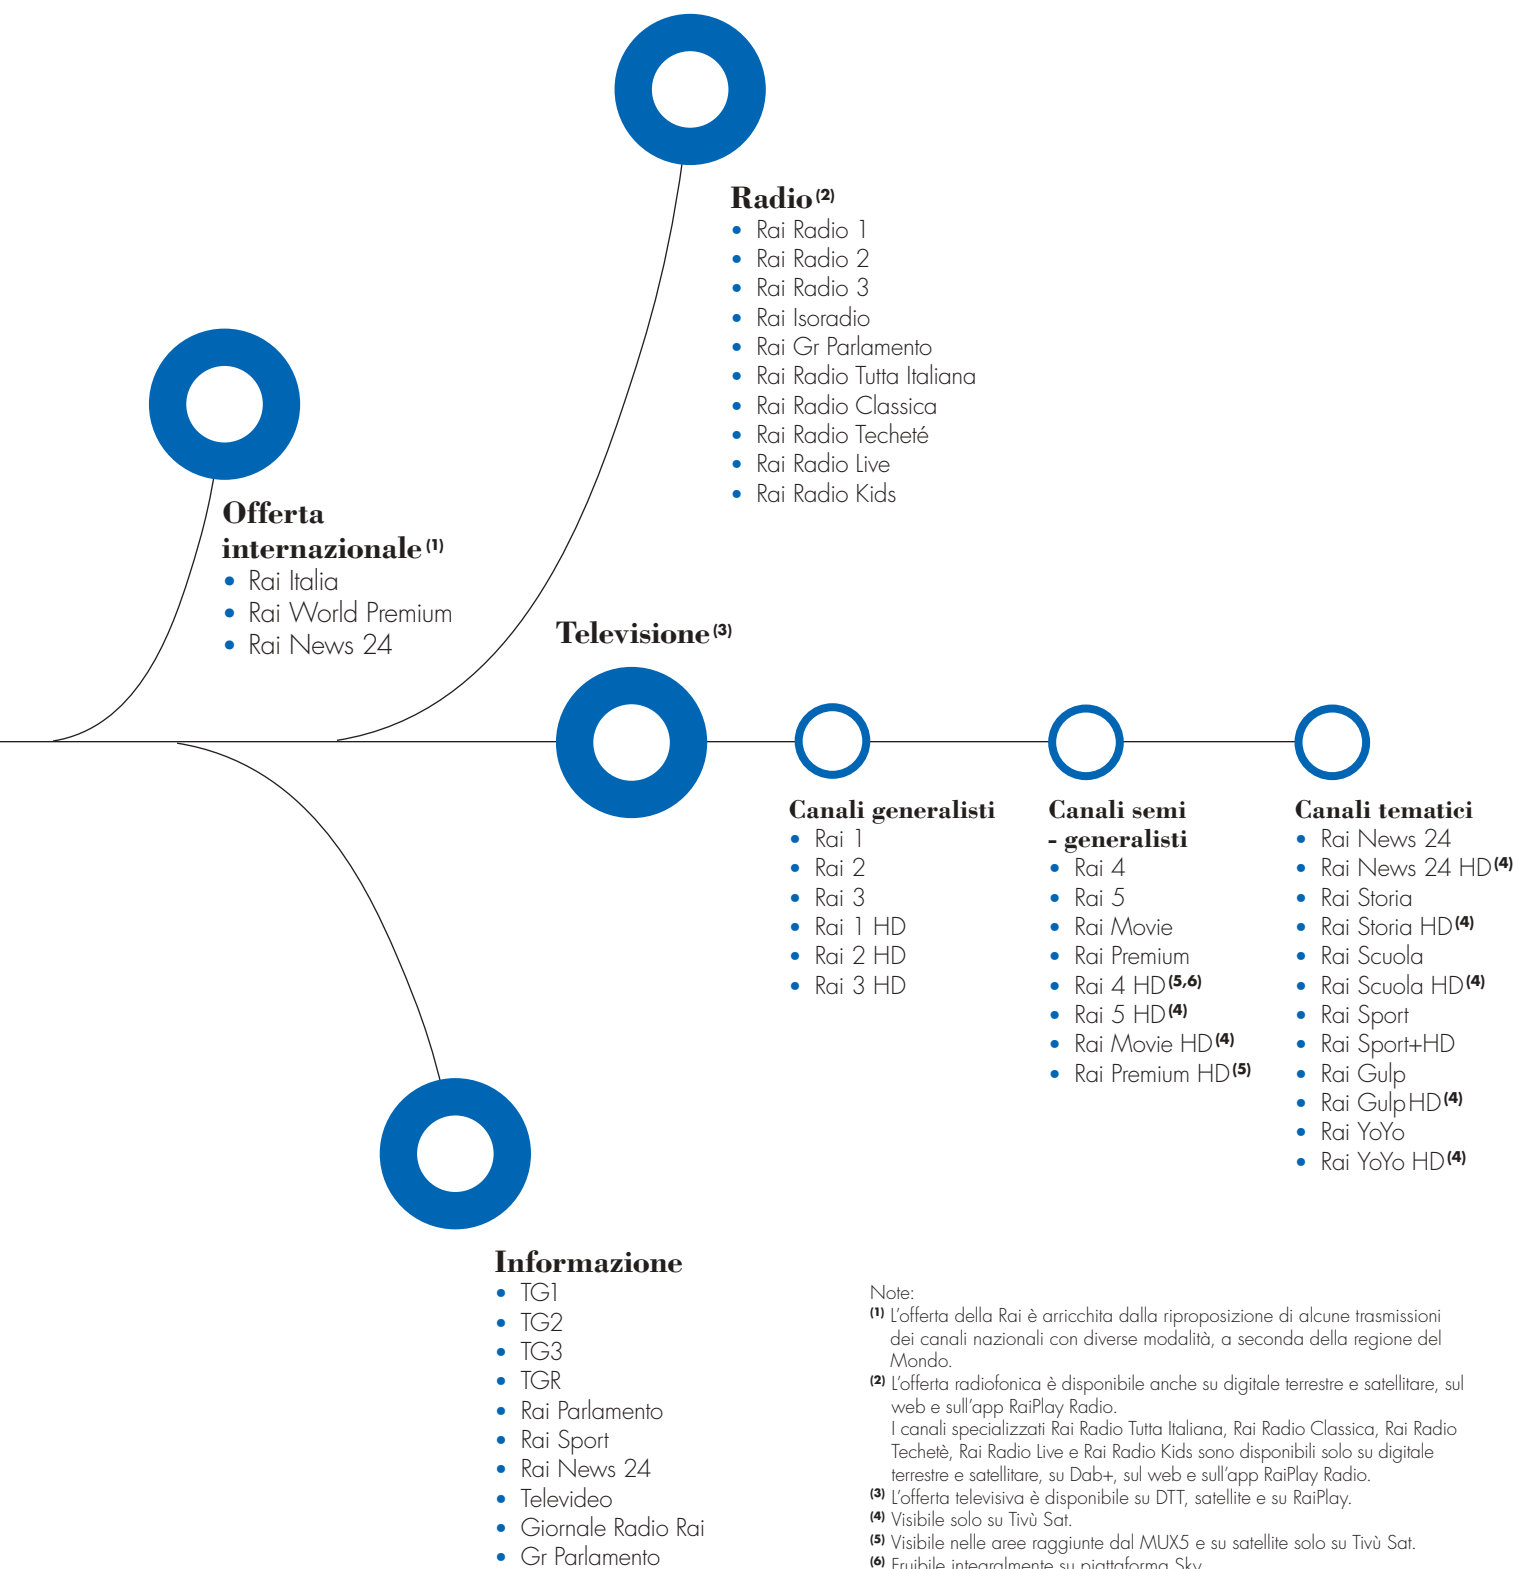 Radio(2)
• Rai Radio 1
• Rai Radio 2
• Rai Radio 3
• Rai Isoradio
• Rai Gr Parlamento
• Rai Radio Tutta Italiana
• Rai Radio Classica
• Rai Radio Techeté
• Rai Radio Live
• Rai Radio Kids
Offerta
internazionale(1)
• Rai Italia
• Rai World Premium
• Rai News 24
Televisione(3)
Canali generalisti
• Rai 1
• Rai 2
• Rai 3
• Rai 1 HD
• Rai 2 HD
• Rai 3 HD
Canali semi
- generalisti
• Rai 4
• Rai 5
• Rai Movie
• Rai Premium
• Rai 4 HD(5,6)
• Rai 5 HD(4)
• Rai Movie HD(4)
• Rai Premium HD(5)
Canali tematici
• Rai News 24
• Rai News 24 HD(4)
• Rai Storia
• Rai Storia HD(4)
• Rai Scuola
• Rai Scuola HD(4)
• Rai Sport
• Rai Sport+HD
• Rai Gulp
• Rai GulpHD(4)
• Rai YoYo
• Rai YoYo HD(4)
Informazione
• TG1
• TG2
• TG3
• TGR
• Rai Parlamento
• Rai Sport
• Rai News 24
• Televideo
• Giornale Radio Rai
• Gr Parlamento
Note:
(1) L'offerta della Rai è arricchita dalla riproposizione di alcune trasmissioni
dei canali nazionali con diverse modalità, a seconda della regione del
Mondo.
(2) L'offerta radiofonica è disponibile anche su digitale terrestre e satellitare, sul
web e sull'app RaiPlay Radio.
I canali specializzati Rai Radio Tutta Italiana, Rai Radio Classica, Rai Radio
Techetè, Rai Radio Live e Rai Radio Kids sono disponibili solo su digitale
terrestre e satellitare, su Dab+, sul web e sull'app RaiPlay Radio.
(3) L'offerta televisiva è disponibile su DTT, satellite e su RaiPlay.
(4) Visibile solo su Tivù Sat.
(5) Visibile nelle aree raggiunte dal MUX5 e su satellite solo su Tivù Sat.
(6) Fruibile integralmente su piattaforma Sky